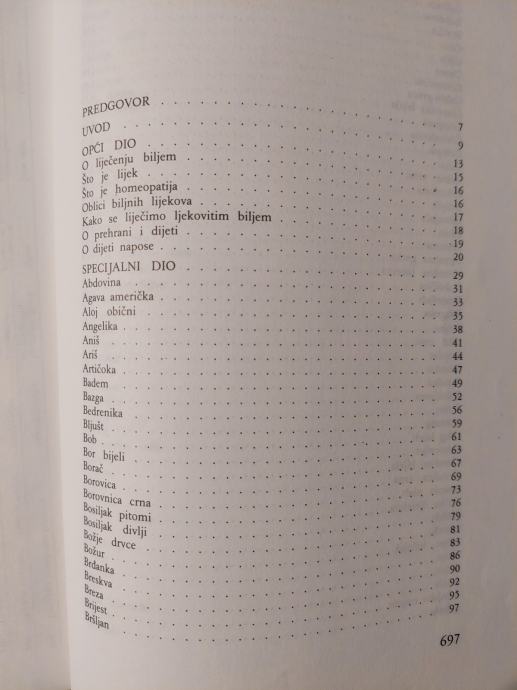 PREDGOVOR . . . . . . . . . . . . 7
UVOD . . . . . . . . . . . . 9
OPĆI DIO . . . . . . . . . . . . 13
O liječenju biljem . . . . . . . . . . . . 15
Što je lijek . . . . . . . . . . . . 16
Što je homeopatija . . . . . . . . . . . . 16
Oblici biljnih lijekova . . . . . . . . . . . . 17
Kako se liječimo ljekovitim biljem . . . . . . . . . . . . 18
O prehrani i dijeti . . . . . . . . . . . . 19
O dijeti napose . . . . . . . . . . . . 20
SPECIJALNI DIO . . . . . . . . . . . . 29
Abdovina . . . . . . . . . . . . 31
Agava američka . . . . . . . . . . . . 33
Aloj obični . . . . . . . . . . . . 35
Angelika . . . . . . . . . . . . 38
Aniš . . . . . . . . . . . . 41
Ariš . . . . . . . . . . . . 44
Artičoka . . . . . . . . . . . . 47
Badem . . . . . . . . . . . . 49
Bazga . . . . . . . . . . . . 52
Bedrenika . . . . . . . . . . . . 56
Bljušt . . . . . . . . . . . . 59
Bob . . . . . . . . . . . . 61
Bor bijeli . . . . . . . . . . . . 63
Borač . . . . . . . . . . . . 67
Borovica . . . . . . . . . . . . 69
Borovnica crna . . . . . . . . . . . . 73
Bosiljak pitomi . . . . . . . . . . . . 76
Bosiljak divlji . . . . . . . . . . . . 79
Božje drvce . . . . . . . . . . . . 81
Božur . . . . . . . . . . . . 83
Brđanka . . . . . . . . . . . . 86
Breskva . . . . . . . . . . . . 90
Breza . . . . . . . . . . . . 92
Brijest . . . . . . . . . . . . 95
Bršljan . . . . . . . . . . . . 97
697